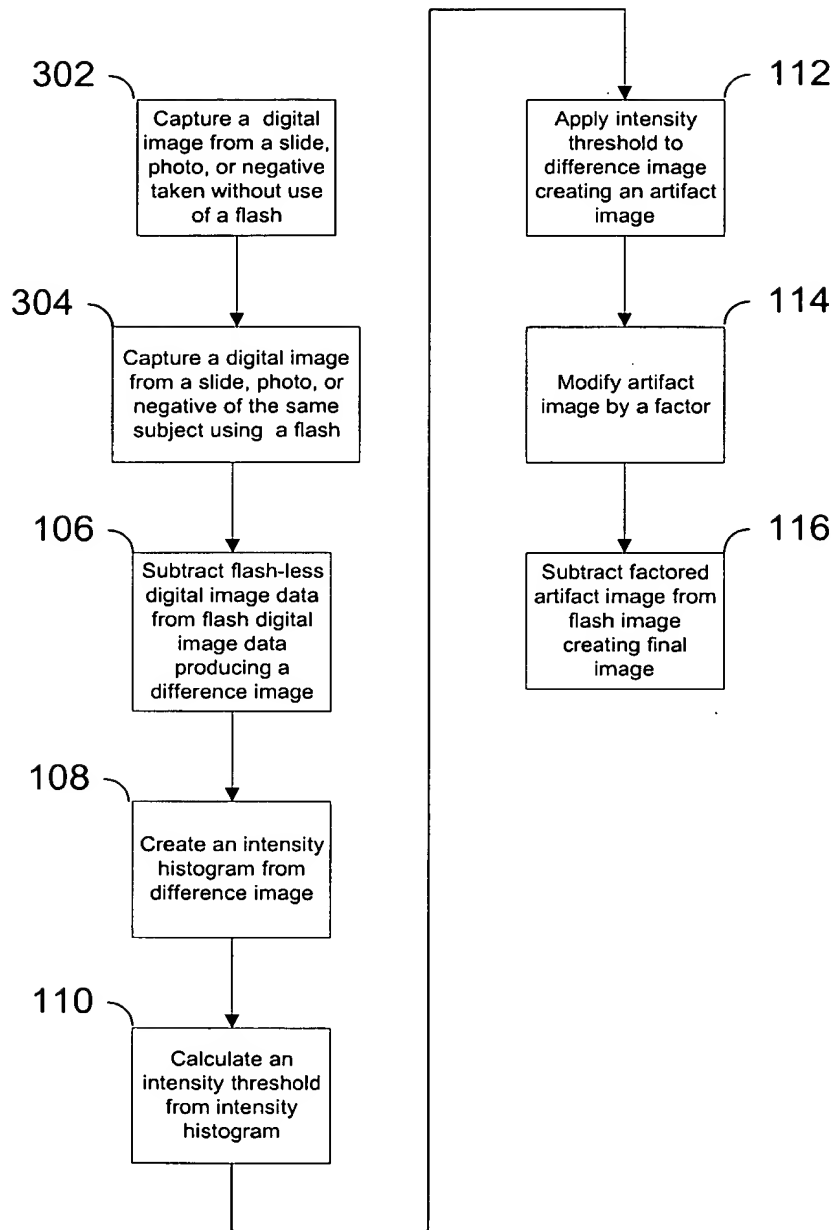 302
Capture a digital
image from a slide,
photo, or negative
taken without use
of a flash
304
Capture a digital image
from a slide, photo, or
negative of the same
subject using a flash
106
Subtract flash-less
digital image data
from flash digital
image data
producing a
difference image
108
Create an intensity
histogram from
difference image
110
Calculate an
intensity threshold
from intensity
histogram
112
Apply intensity
threshold to
difference image
creating an artifact
image
114
Modify artifact
image by a factor
116
Subtract factored
artifact image from
flash image
creating final
image